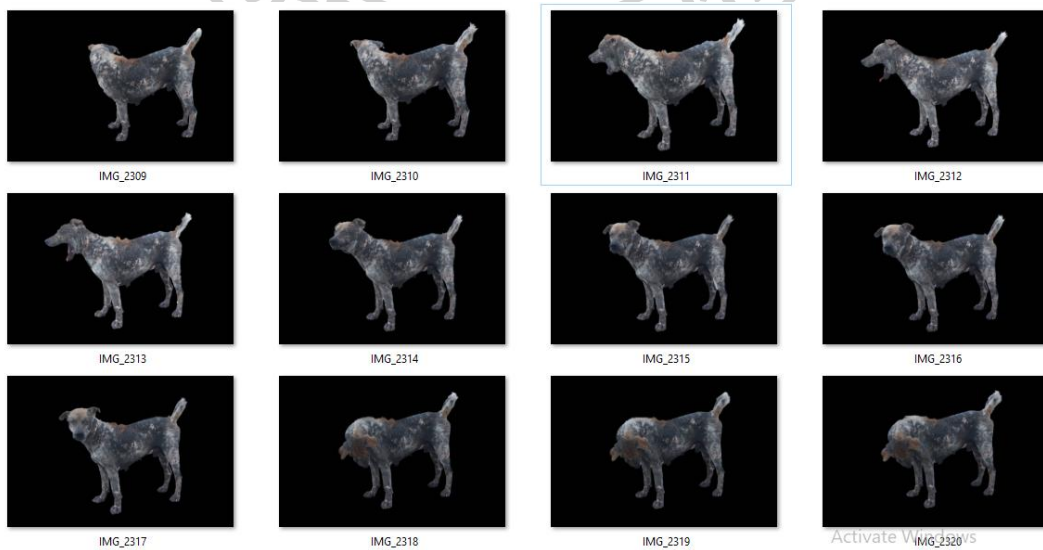 IMG_2309 IMG_2310 IMG_2311 IMG_2312
IMG_2313 IMG_2314 IMG_2315 IMG_2316
IMG_2317 IMG_2318 IMG_2319 IMG_2320
Activate Windows